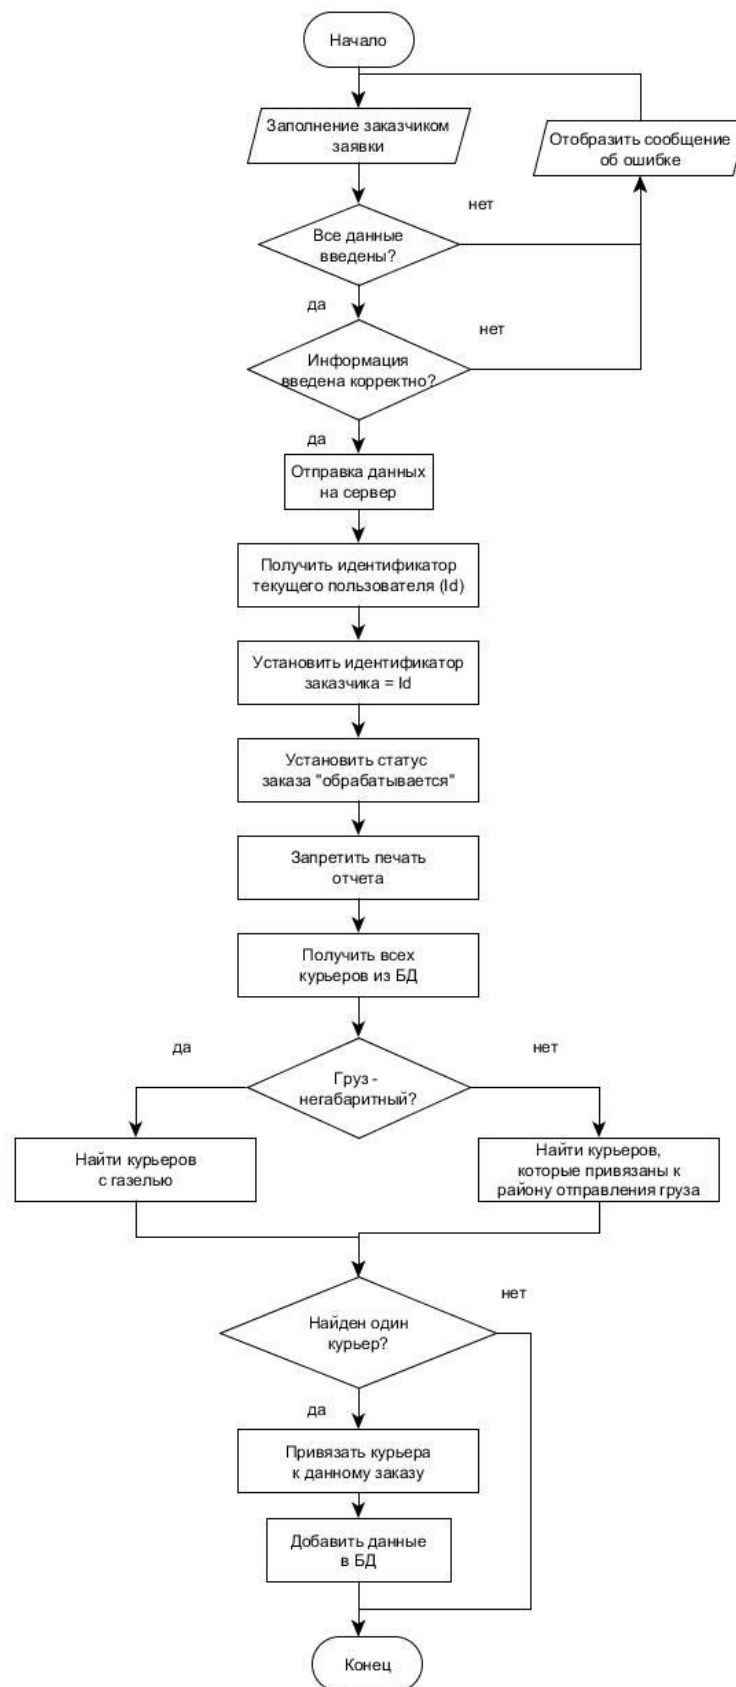 Начало
Заполнение заказчиком
заявки
Отобразить сообщение
об ошибке
нет
Все данные
введены?
да
нет
Информация
введена корректно?
да
Отправка данных
на сервер
Получить идентификатор
текущего пользователя (Id)
Установить идентификатор
заказчика = Id
Установить статус
заказа "обрабатывается"
Запретить печать
отчета
Получить всех
курьеров из БД
да
нет
Груз -
негабаритный?
Найти курьеров
с газелью
Найти курьеров,
которые привязаны к
району отправления груза
нет
Найден один
курьер?
да
Привязать курьера
к данному заказу
Добавить данные
в БД
Конец